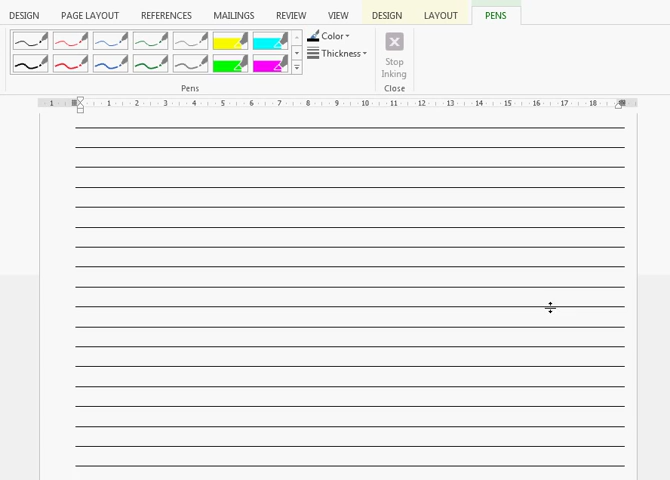 DESIGN PAGE LAYOUT REFERENCES MAILINGS REVIEW VIEW DESIGN LAYOUT PENS
Color
Thickness
Stop
Inking
Pens
Close
1 1 2 3 4 5 6 7 8 9 10 11 12 13 14 15 16 17 18